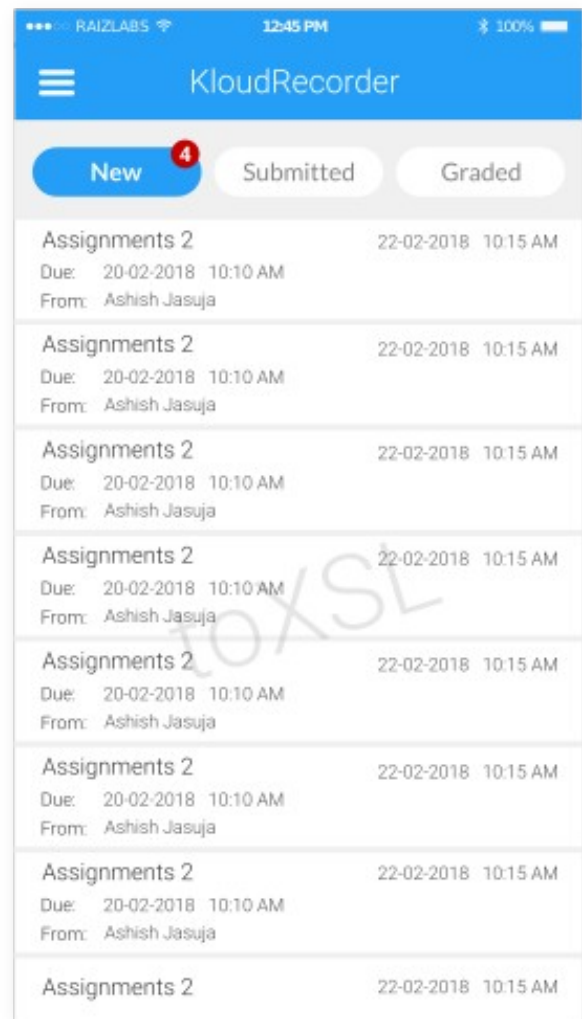 RAIZLABS 12:45 PM 100%
KloudRecorder
New 4 Submitted Graded
Assignments 2 22-02-2018 10:15 AM
Due: 20-02-2018 10:10 AM
From: Ashish Jasuja
Assignments 2 22-02-2018 10:15 AM
Due: 20-02-2018 10:10 AM
From: Ashish Jasuja
Assignments 2 22-02-2018 10:15 AM
Due: 20-02-2018 10:10 AM
From: Ashish Jasuja
Assignments 2 22-02-2018 10:15 AM
Due: 20-02-2018 10:10 AM
From: Ashish Jasuja
toXSL
Assignments 2 22-02-2018 10:15 AM
Due: 20-02-2018 10:10 AM
From: Ashish Jasuja
Assignments 2 22-02-2018 10:15 AM
Due: 20-02-2018 10:10 AM
From: Ashish Jasuja
Assignments 2 22-02-2018 10:15 AM
Due: 20-02-2018 10:10 AM
From: Ashish Jasuja
Assignments 2 22-02-2018 10:15 AM